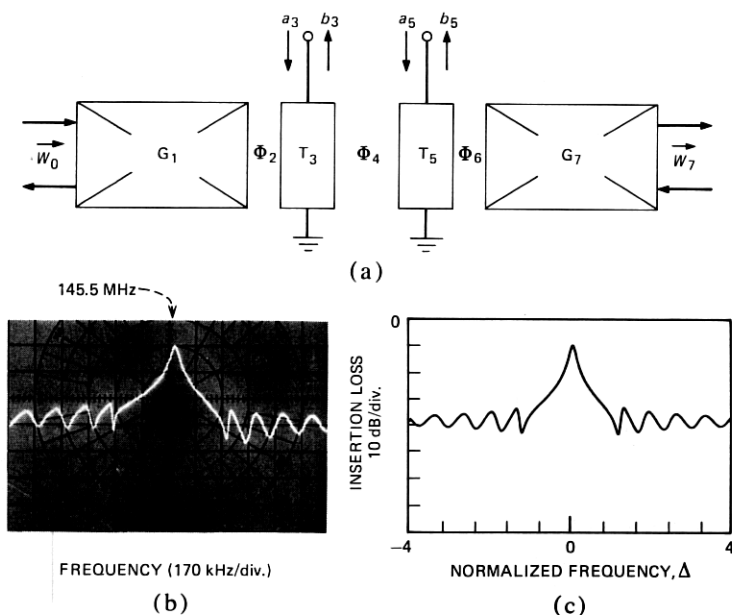 a3 b3 a5 b5
W0 G1 Φ2 T3 Φ4 T5 Φ6 G7 W7
(a)
145.5 MHz
FREQUENCY (170 kHz/div.)
(b)
0
INSERTION LOSS
10 dB/div.
-4 0 4
NORMALIZED FREQUENCY, Δ
(c)